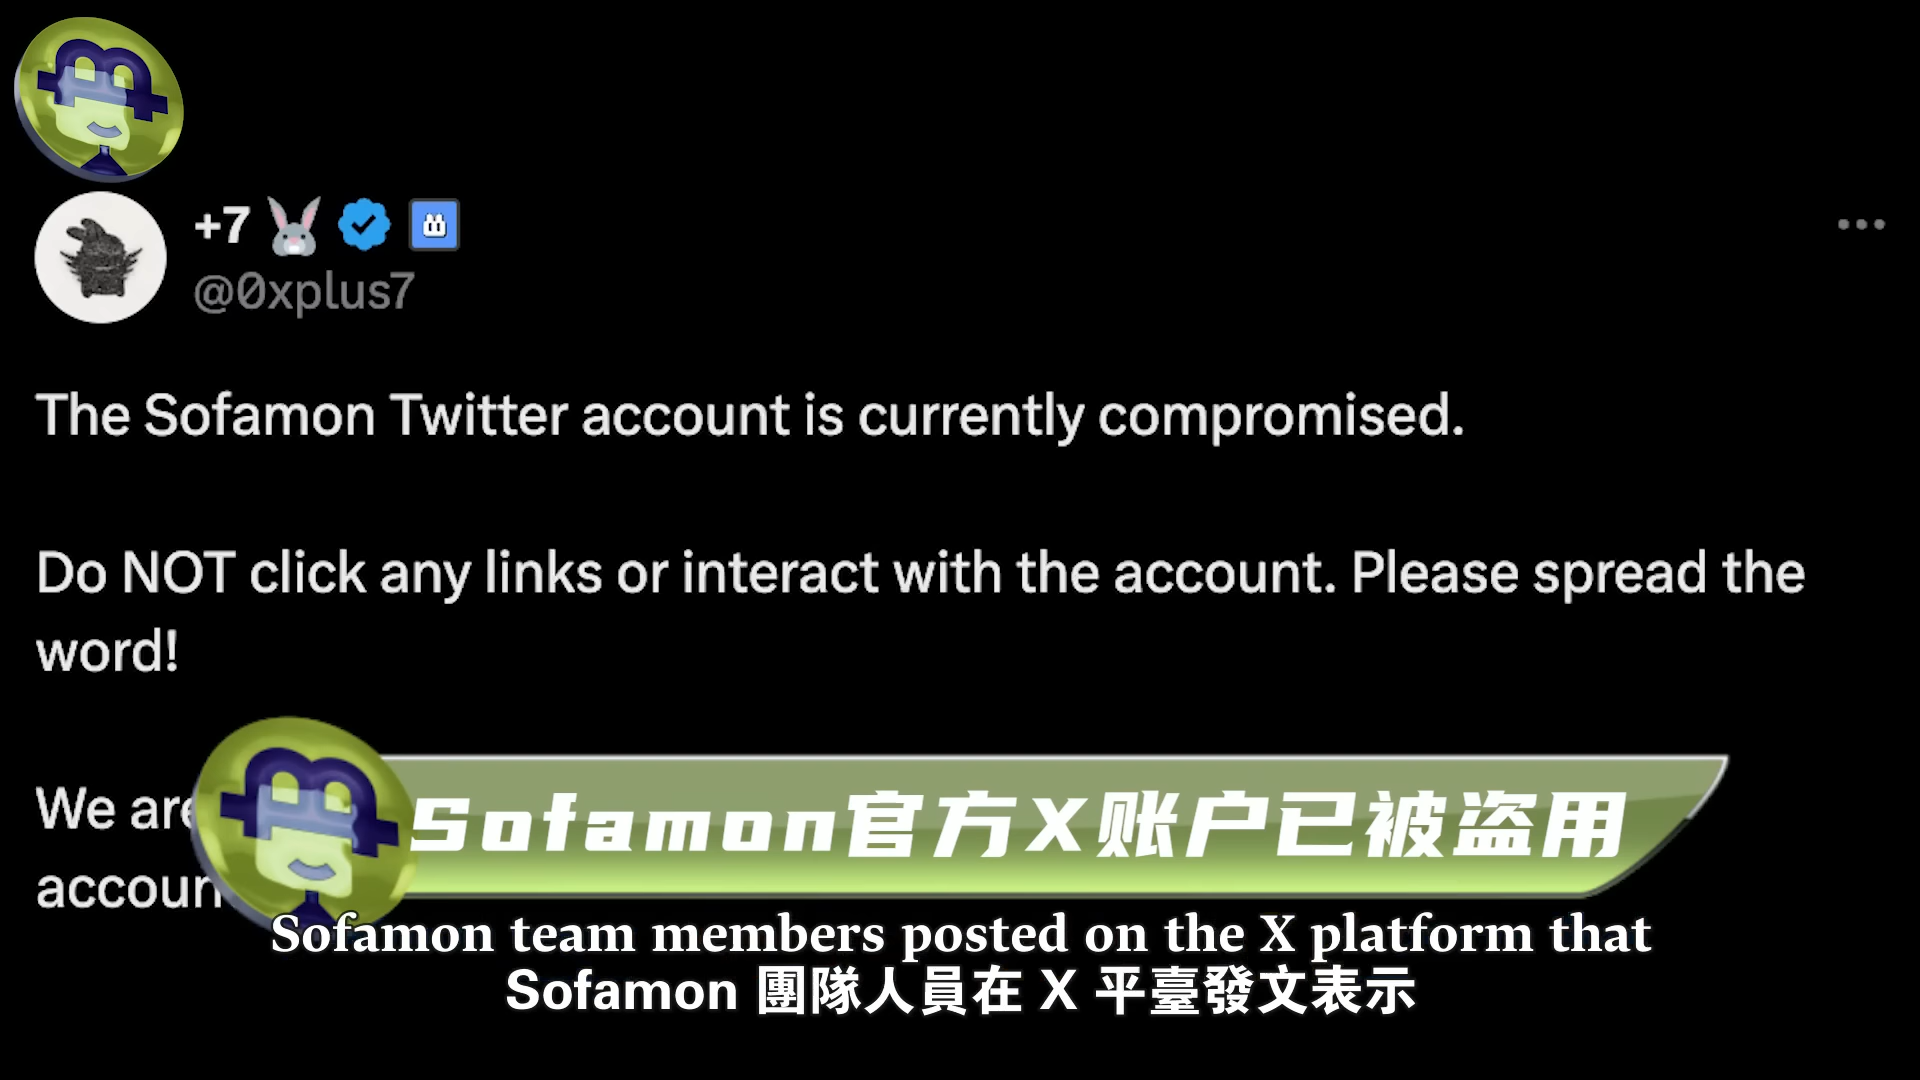 +7
@0xplus7
The Sofamon Twitter account is currently compromised.
Do NOT click any links or interact with the account. Please spread the
word!
We are
Sofamon官方X账户已被盗用
Sofamon team members posted on the X platform that
Sofamon 團隊人員在 X 平臺發文表示